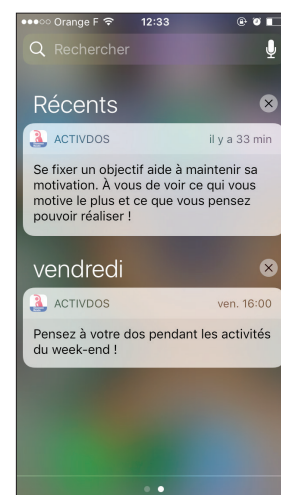 Orange F 12:33
Rechercher
Récents
ACTIVDOS il y a 33 min
Se fixer un objectif aide à maintenir sa
motivation. À vous de voir ce qui vous
motive le plus et ce que vous pensez
pouvoir réaliser !
vendredi
ACTIVDOS ven. 16:00
Pensez à votre dos pendant les activités
du week-end !